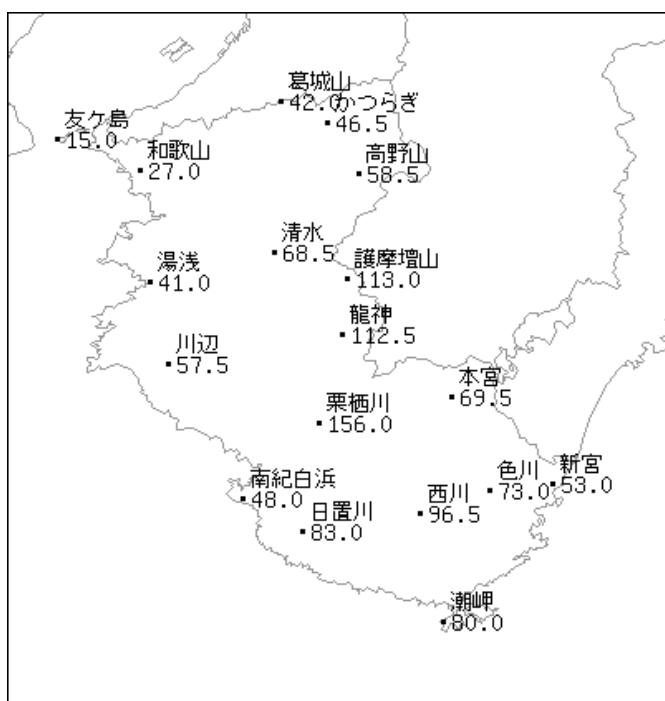 葛城山
42.0
かつらぎ
46.5
友ケ島
15.0
和歌山
27.0
高野山
58.5
清水
68.5
護摩壇山
113.0
湯浅
41.0
龍神
112.5
川辺
57.5
本宮
69.5
栗栖川
156.0
新宮
53.0
色川
73.0
南紀白浜
48.0
西川
96.5
日置川
83.0
潮岬
80.0